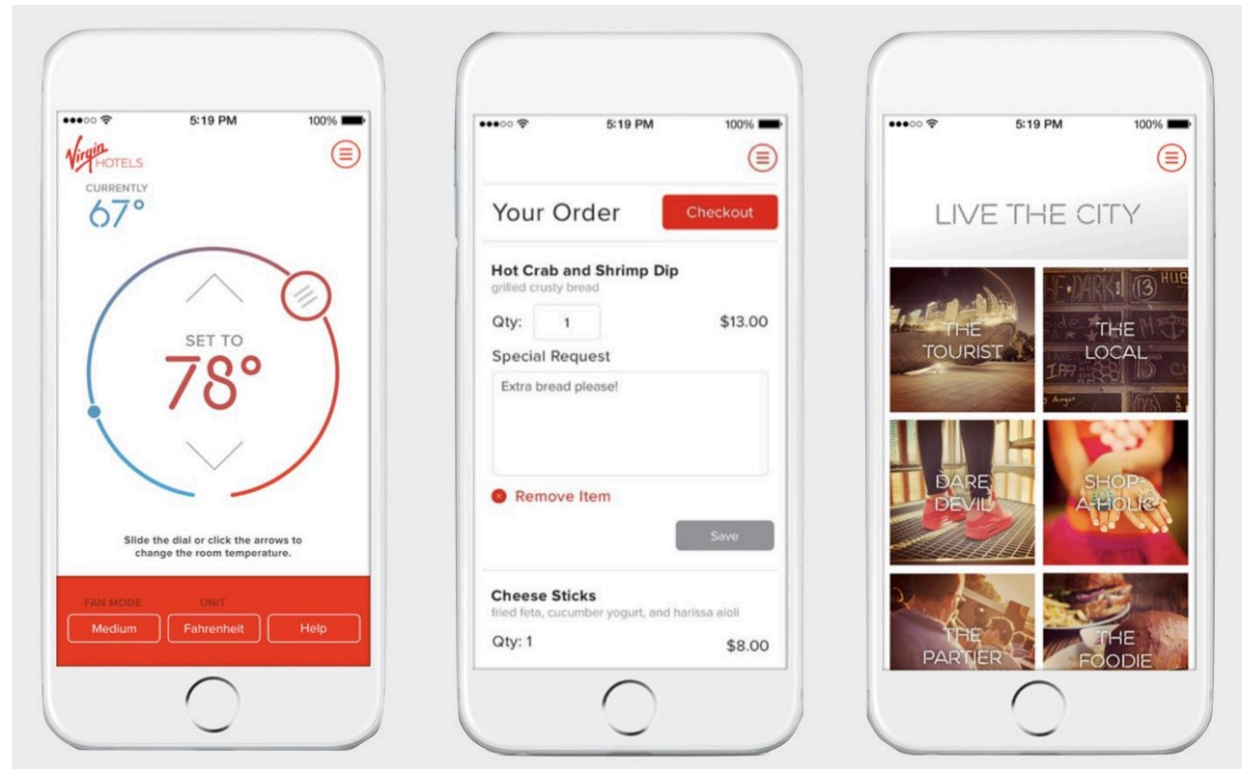 5:19 PM
100%
Virgin
HOTELS
CURRENTLY
67°
SET TO
78°
Slide the dial or click the arrows to
change the room temperature.
FAN MODE
UNIT
Medium
Fahrenheit
Help
5:19 PM
100%
Your Order
Checkout
Hot Crab and Shrimp Dip
grilled crusty bread
Qty:
1
$13.00
Special Request
Extra bread please!
Remove Item
Save
Cheese Sticks
fried feta, cucumber yogurt, and harissa aioli
Qty: 1
$8.00
5:19 PM
100%
LIVE THE CITY
THE
TOURIST
THE
LOCAL
DARE
DEVIL
SHOP-
A-HOLIC
THE
PARTIER
THE
FOODIE